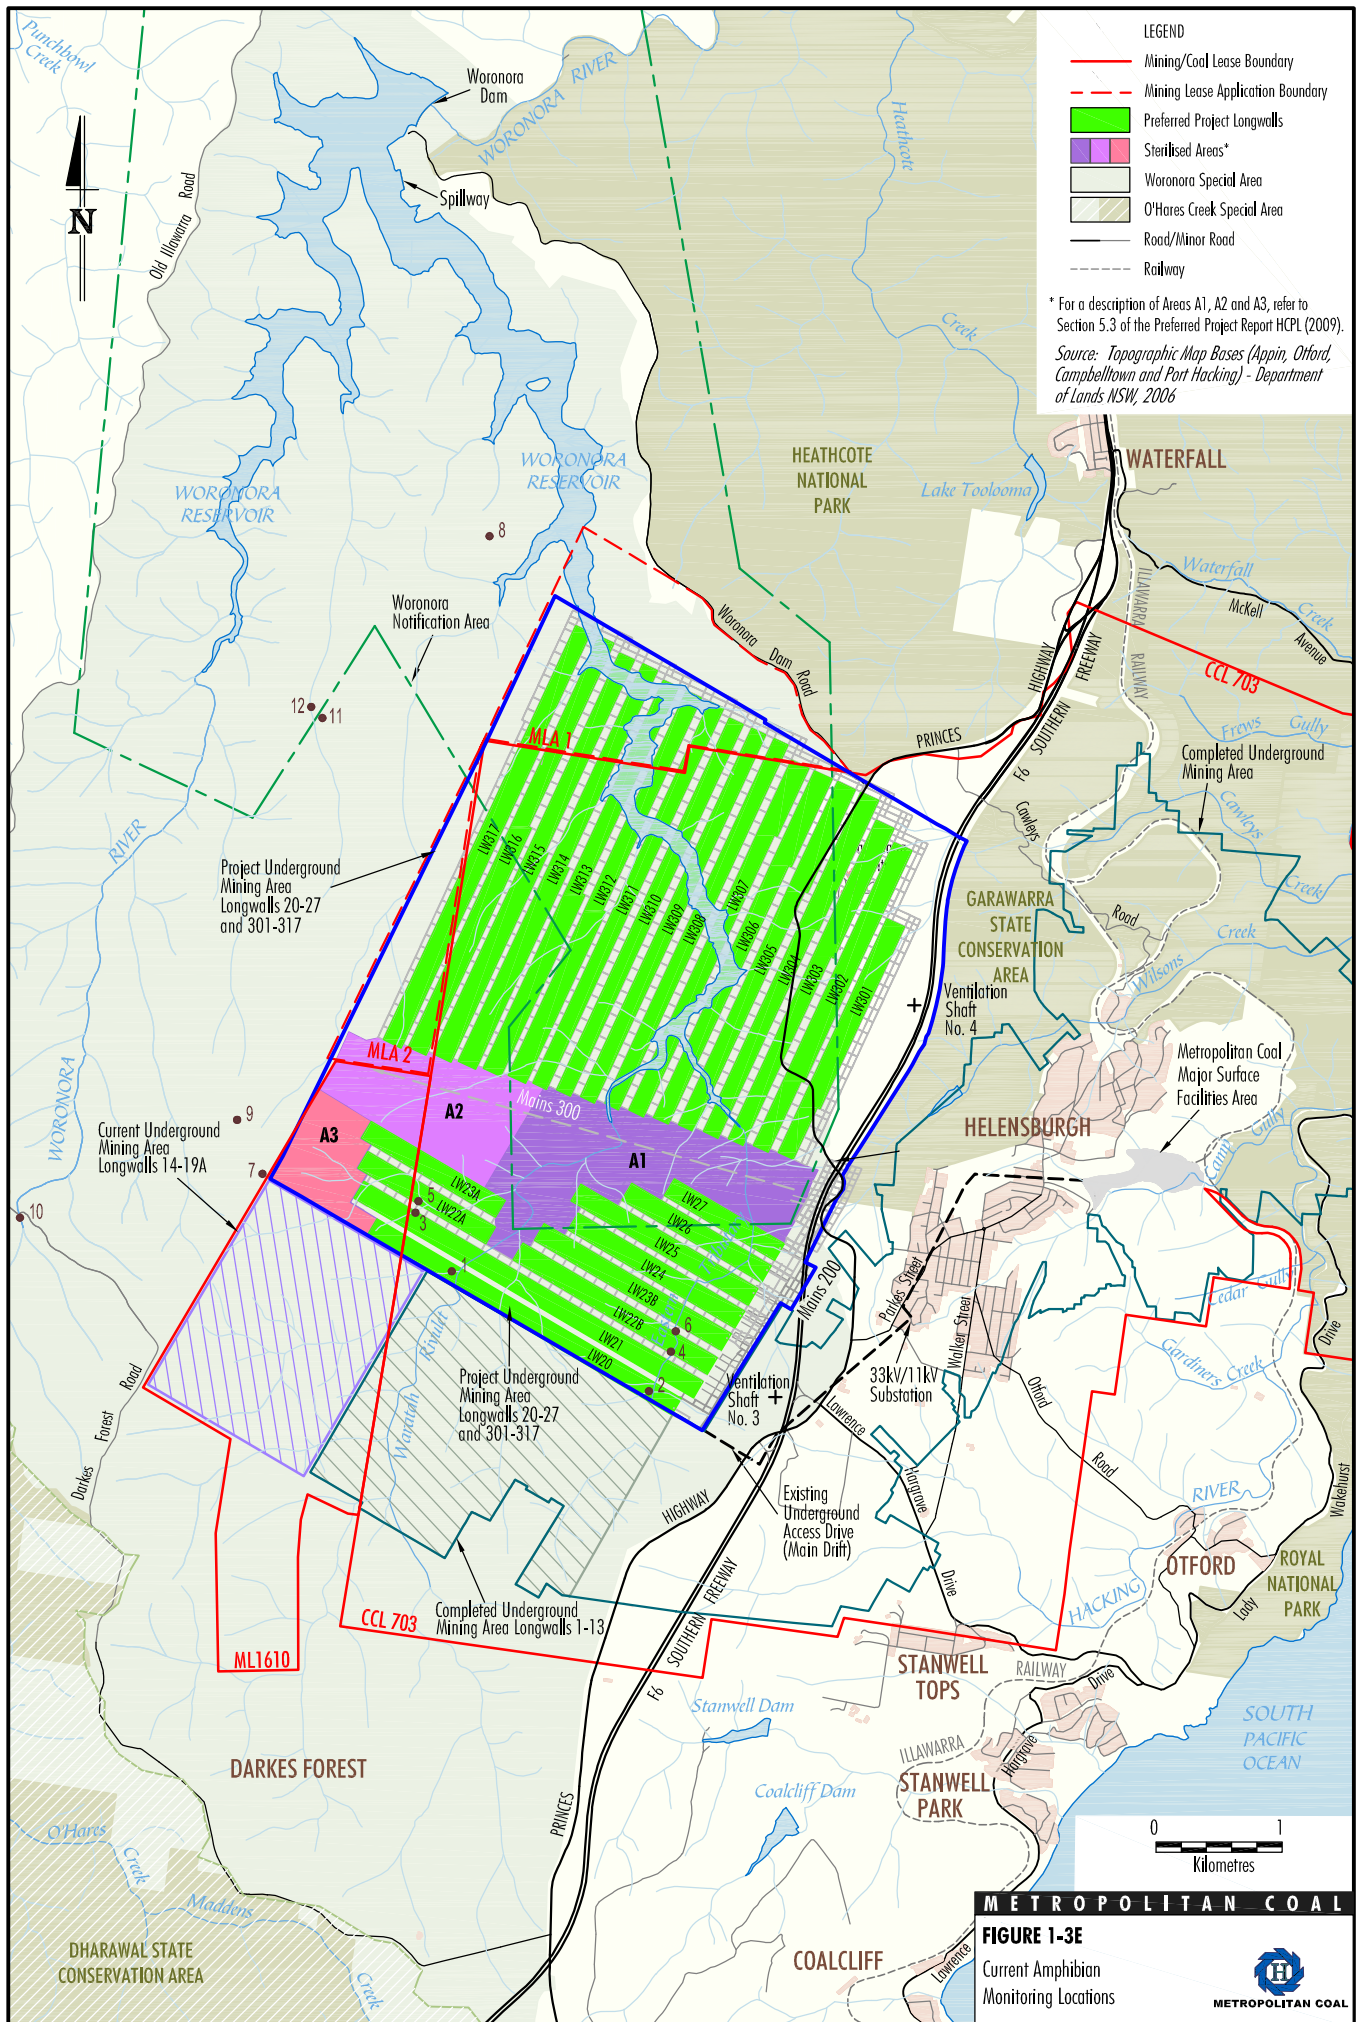 LEGEND
Mining/Coal Lease Boundary
Mining Lease Application Boundary
Preferred Project Longwalls
Sterilised Areas*
Woronora Special Area
O'Hares Creek Special Area
Road/Minor Road
Railway
* For a description of Areas A1, A2 and A3, refer to
Section 5.3 of the Preferred Project Report HCPL (2009).
Source: Topographic Map Bases (Appin, Otford,
Campbelltown and Port Hacking) - Department
of Lands NSW, 2006
Punchbowl
Creek
Woronora
Dam
WORONORA RIVER
Heathcote
Creek
N
Old Illawarra Road
Spillway
WORONORA
RESERVOIR
WORONORA
RESERVOIR
HEATHCOTE
NATIONAL
PARK
Lake Toolooma
WATERFALL
8
Waterfall
Creek
McKell
Avenue
ILLAWARRA RAILWAY
Woronora
Notification Area
Woronora Dam Road
HIGHWAY
FREEWAY
CCL 703
12
11
PRINCES
F6 SOUTHERN
Frews Gully
Completed Underground
Mining Area
MLA 1
Cawleys
Road
Cawleys
Creek
RIVER
Project Underground
Mining Area
Longwalls 20-27
and 301-317
LW317
LW316
LW315
LW314
LW313
LW312
LW311
LW310
LW309
LW308
LW307
LW306
LW305
LW304
LW303
LW302
LW301
GARAWARRA
STATE
CONSERVATION
AREA
Wilsons
Creek
Ventilation
Shaft
No. 4
Metropolitan Coal
Major Surface
Facilities Area
WORONORA
MLA 2
Mains 300
A2
A3
A1
HELENSBURGH
Camp
Gully
9
Current Underground
Mining Area
Longwalls 14-19A
7
10
5
3
LW23A
LW22A
LW27
LW26
LW25
LW24
LW23B
LW22B
LW21
LW20
1
6
4
2
Mains 200
Parkes Street
Walker Street
Cedar Gully
Drive
Gardiners Creek
33kV/11kV
Substation
Ventilation
Shaft
No. 3
Project Underground
Mining Area
Longwalls 20-27
and 301-317
Waratah Rivulet
Darkes Forest Road
Lawrence
Hargrave
Drive
Otford
Road
Existing
Underground
Access Drive
(Main Drift)
HIGHWAY
RIVER
HACKING
OTFORD
ROYAL
NATIONAL
PARK
Lady
Wakehurst
Drive
Completed Underground
Mining Area Longwalls 1-13
CCL 703
ML1610
F6 SOUTHERN FREEWAY
STANWELL
TOPS
ILLAWARRA
RAILWAY
Hargrave
Stanwell Dam
STANWELL
PARK
SOUTH
PACIFIC
OCEAN
DARKES FOREST
Coalcliff Dam
PRINCES
O'Hares
Creek
Maddens
Creek
DHARAWAL STATE
CONSERVATION AREA
COALCLIFF
Lawrence
0 1
Kilometres
METROPOLITAN COAL
FIGURE 1-3E
Current Amphibian
Monitoring Locations
H
METROPOLITAN COAL